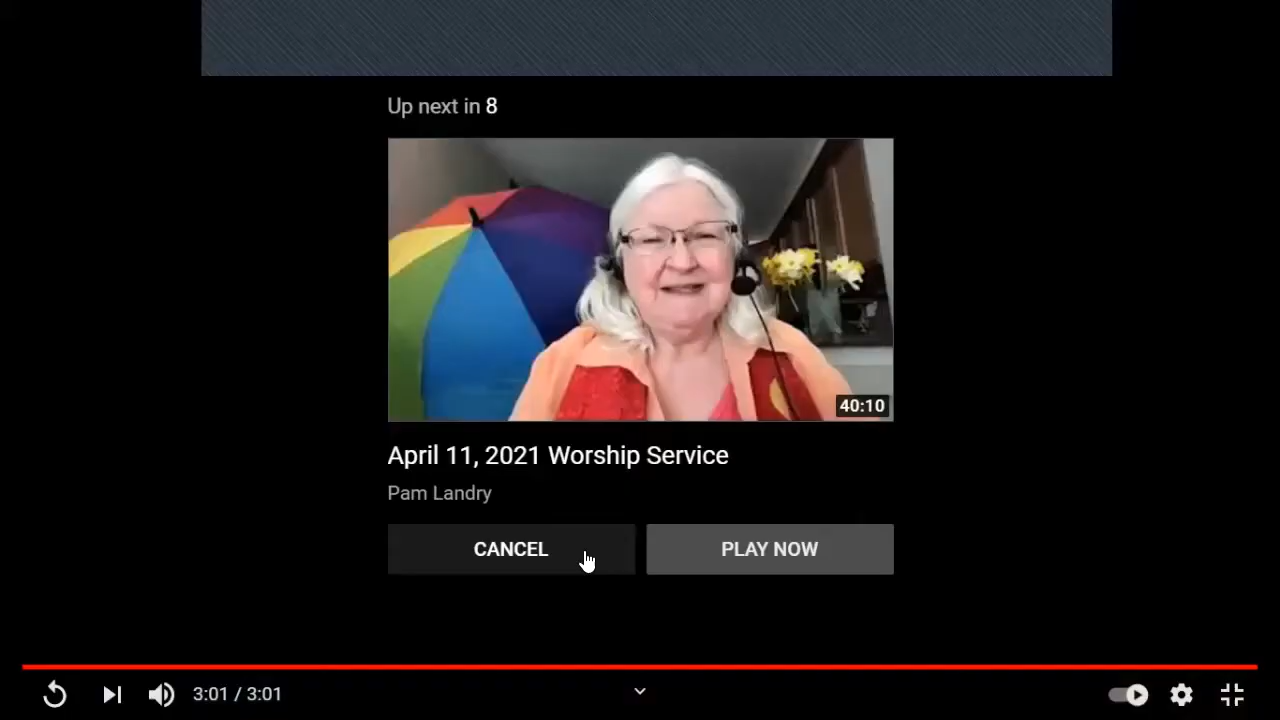 Up next in 8
40:10
April 11, 2021 Worship Service
Pam Landry
CANCEL
PLAY NOW
3:01 / 3:01